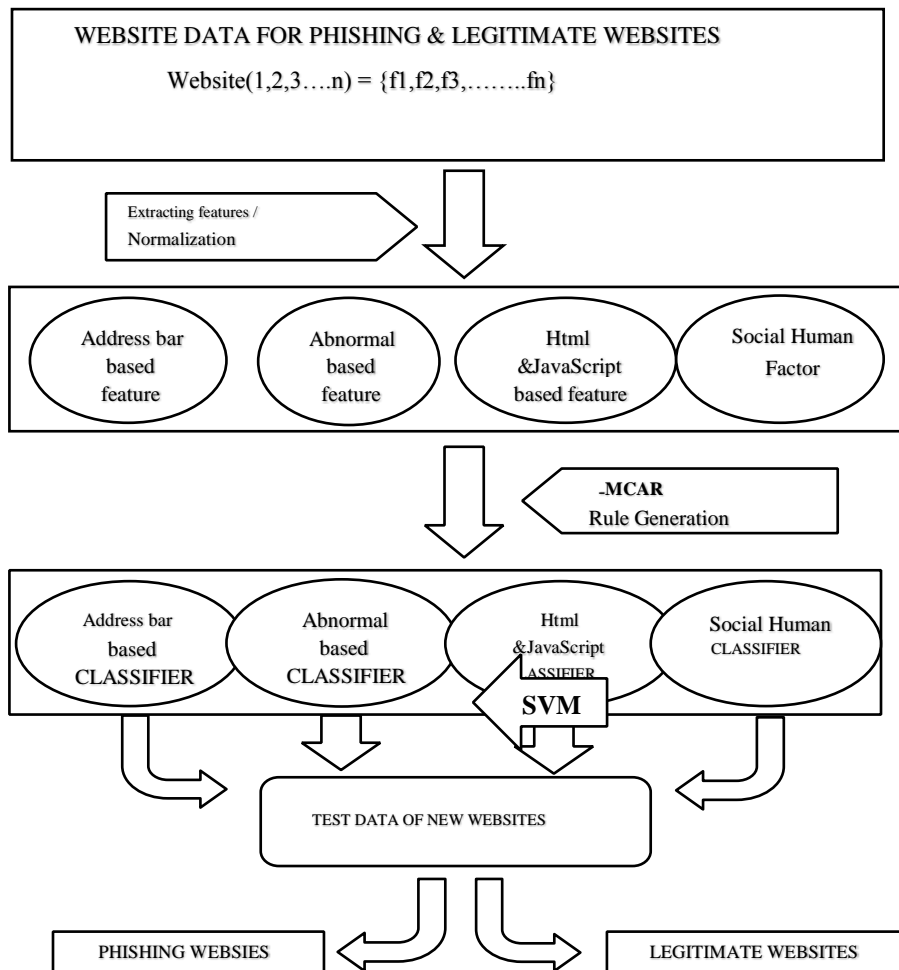 WEBSITE DATA FOR PHISHING & LEGITIMATE WEBSITES
Website(1,2,3….n) = {f1,f2,f3,……..fn}
Extracting features /
Normalization
Address bar
based
feature
Abnormal
based
feature
Html
&JavaScript
based feature
Social Human
Factor
-MCAR
Rule Generation
Address bar
based
CLASSIFIER
Abnormal
based
CLASSIFIER
Html
&JavaScript
ASSIFIER
Social Human
CLASSIFIER
SVM
TEST DATA OF NEW WEBSITES
PHISHING WEBSIES
LEGITIMATE WEBSITES